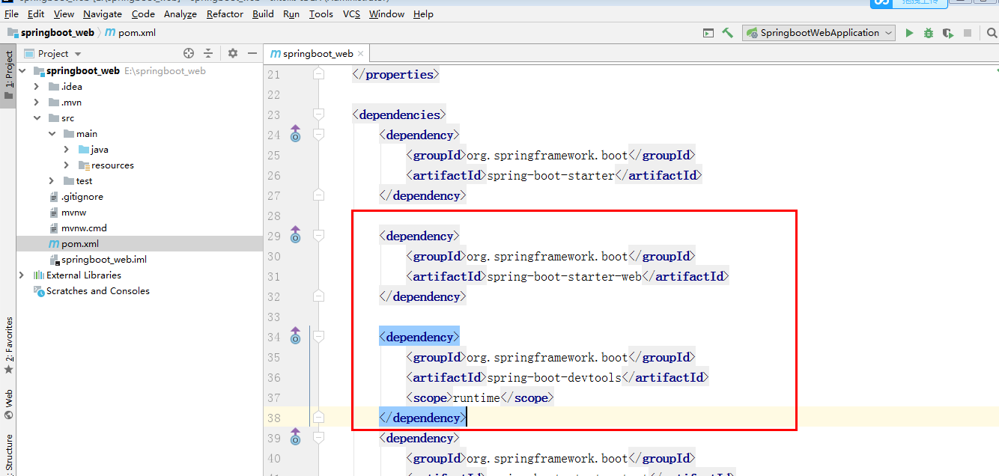 File Edit View Navigate Code Analyze Refactor Build Run Tools VCS Window Help
springboot_web pom.xml SpringbootWebApplication
拖拽上传
1: Project
Project
springboot_web
springboot_web E:\springboot_web
.idea
.mvn
src
main
java
resources
test
.gitignore
mvnw
mvnw.cmd
pom.xml
springboot_web.iml
External Libraries
Scratches and Consoles
2: Favorites
Web
Structure
21 </properties>
22
23 <dependencies>
24 <dependency>
25 <groupId>org.springframework.boot</groupId>
26 <artifactId>spring-boot-starter</artifactId>
27 </dependency>
28
29 <dependency>
30 <groupId>org.springframework.boot</groupId>
31 <artifactId>spring-boot-starter-web</artifactId>
32 </dependency>
33
34 <dependency>
35 <groupId>org.springframework.boot</groupId>
36 <artifactId>spring-boot-devtools</artifactId>
37 <scope>runtime</scope>
38 </dependency>
39 <dependency>
40 <groupId>org.springframework.boot</groupId>